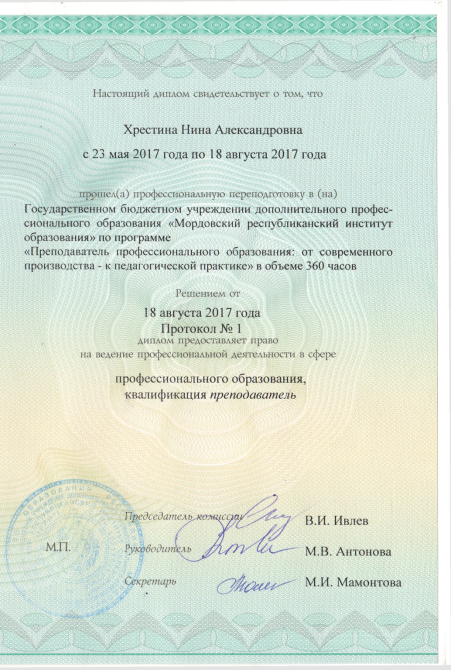 Настоящий диплом свидетельствует о том, что
Хрестина Нина Александровна
с 23 мая 2017 года по 18 августа 2017 года
прошел(а) профессиональную переподготовку в (на)
Государственном бюджетном учреждении дополнительного профес-
сионального образования «Мордовский республиканский институт
образования» по программе
«Преподаватель профессионального образования: от современного
производства - к педагогической практике» в объеме 360 часов
Решением от
18 августа 2017 года
Протокол № 1
диплом предоставляет право
на ведение профессиональной деятельности в сфере
профессионального образования,
квалификация преподаватель
Председатель комиссии
В.И. Ивлев
М.П.
Руководитель
М.В. Антонова
Секретарь
М.И. Мамонтова